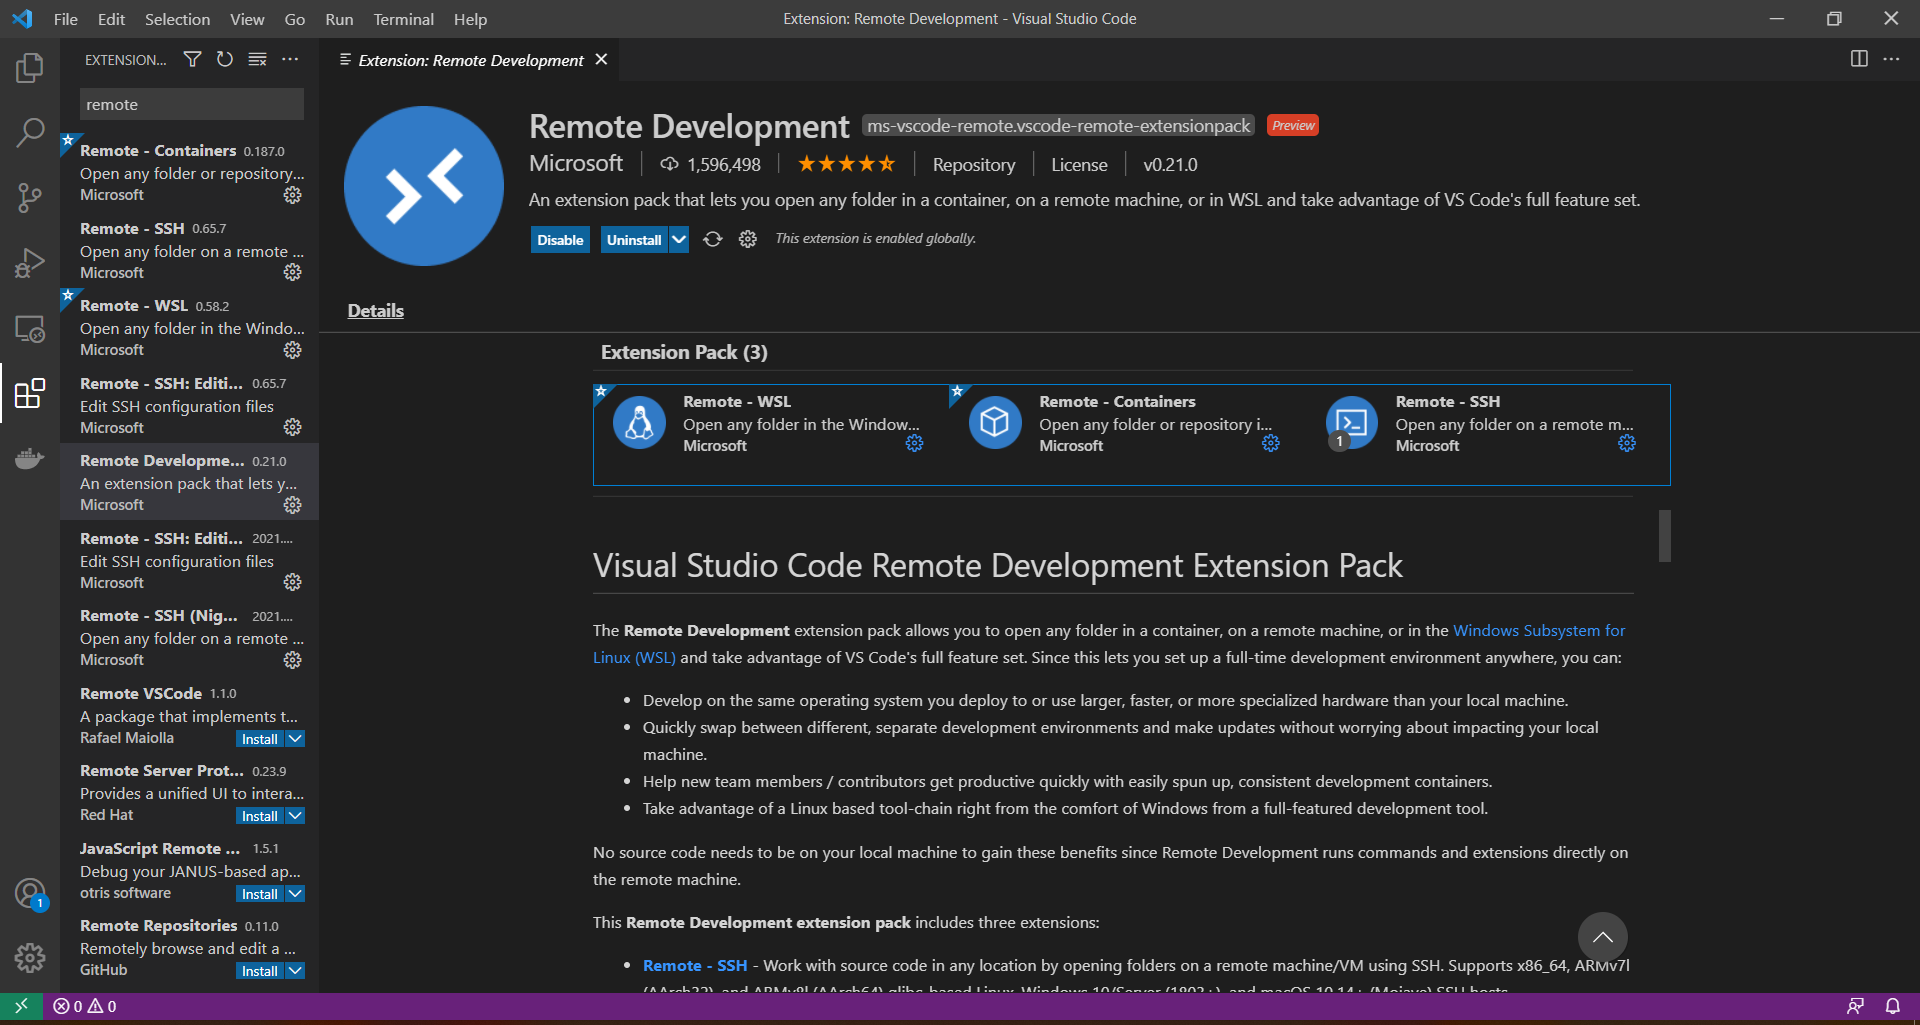 File Edit Selection View Go Run Terminal Help
Extension: Remote Development - Visual Studio Code
EXTENSION...
remote
Remote - Containers 0.187.0
Open any folder or repository...
Microsoft
Remote - SSH 0.65.7
Open any folder on a remote ...
Microsoft
Remote - WSL 0.58.2
Open any folder in the Windo...
Microsoft
Remote - SSH: Editi... 0.65.7
Edit SSH configuration files
Microsoft
Remote Developme... 0.21.0
An extension pack that lets y...
Microsoft
Remote - SSH: Editi... 2021....
Edit SSH configuration files
Microsoft
Remote - SSH (Nig... 2021....
Open any folder on a remote ...
Microsoft
Remote VSCode 1.1.0
A package that implements t...
Rafael Maiolla Install
Remote Server Prot... 0.23.9
Provides a unified UI to intera...
Red Hat Install
JavaScript Remote ... 1.5.1
Debug your JANUS-based ap...
otris software Install
Remote Repositories 0.11.0
Remotely browse and edit a ...
GitHub Install
1
Extension: Remote Development
Remote Development ms-vscode-remote.vscode-remote-extensionpack Preview
Microsoft 1,596,498 Repository License v0.21.0
An extension pack that lets you open any folder in a container, on a remote machine, or in WSL and take advantage of VS Code's full feature set.
Disable Uninstall This extension is enabled globally.
Details
Extension Pack (3)
Remote - WSL
Open any folder in the Window...
Microsoft
Remote - Containers
Open any folder or repository i...
Microsoft
1
Remote - SSH
Open any folder on a remote m...
Microsoft
Visual Studio Code Remote Development Extension Pack
The Remote Development extension pack allows you to open any folder in a container, on a remote machine, or in the Windows Subsystem for
Linux (WSL) and take advantage of VS Code's full feature set. Since this lets you set up a full-time development environment anywhere, you can:
• Develop on the same operating system you deploy to or use larger, faster, or more specialized hardware than your local machine.
• Quickly swap between different, separate development environments and make updates without worrying about impacting your local
machine.
• Help new team members / contributors get productive quickly with easily spun up, consistent development containers.
• Take advantage of a Linux based tool-chain right from the comfort of Windows from a full-featured development tool.
No source code needs to be on your local machine to gain these benefits since Remote Development runs commands and extensions directly on
the remote machine.
This Remote Development extension pack includes three extensions:
• Remote - SSH - Work with source code in any location by opening folders on a remote machine/VM using SSH. Supports x86_64, ARMv7l
(AArch32), and ARMv8l (AArch64) glibc-based Linux, Windows 10/Server (1803+), and macOS 10.14+ (Mojave) SSH hosts.
0 0